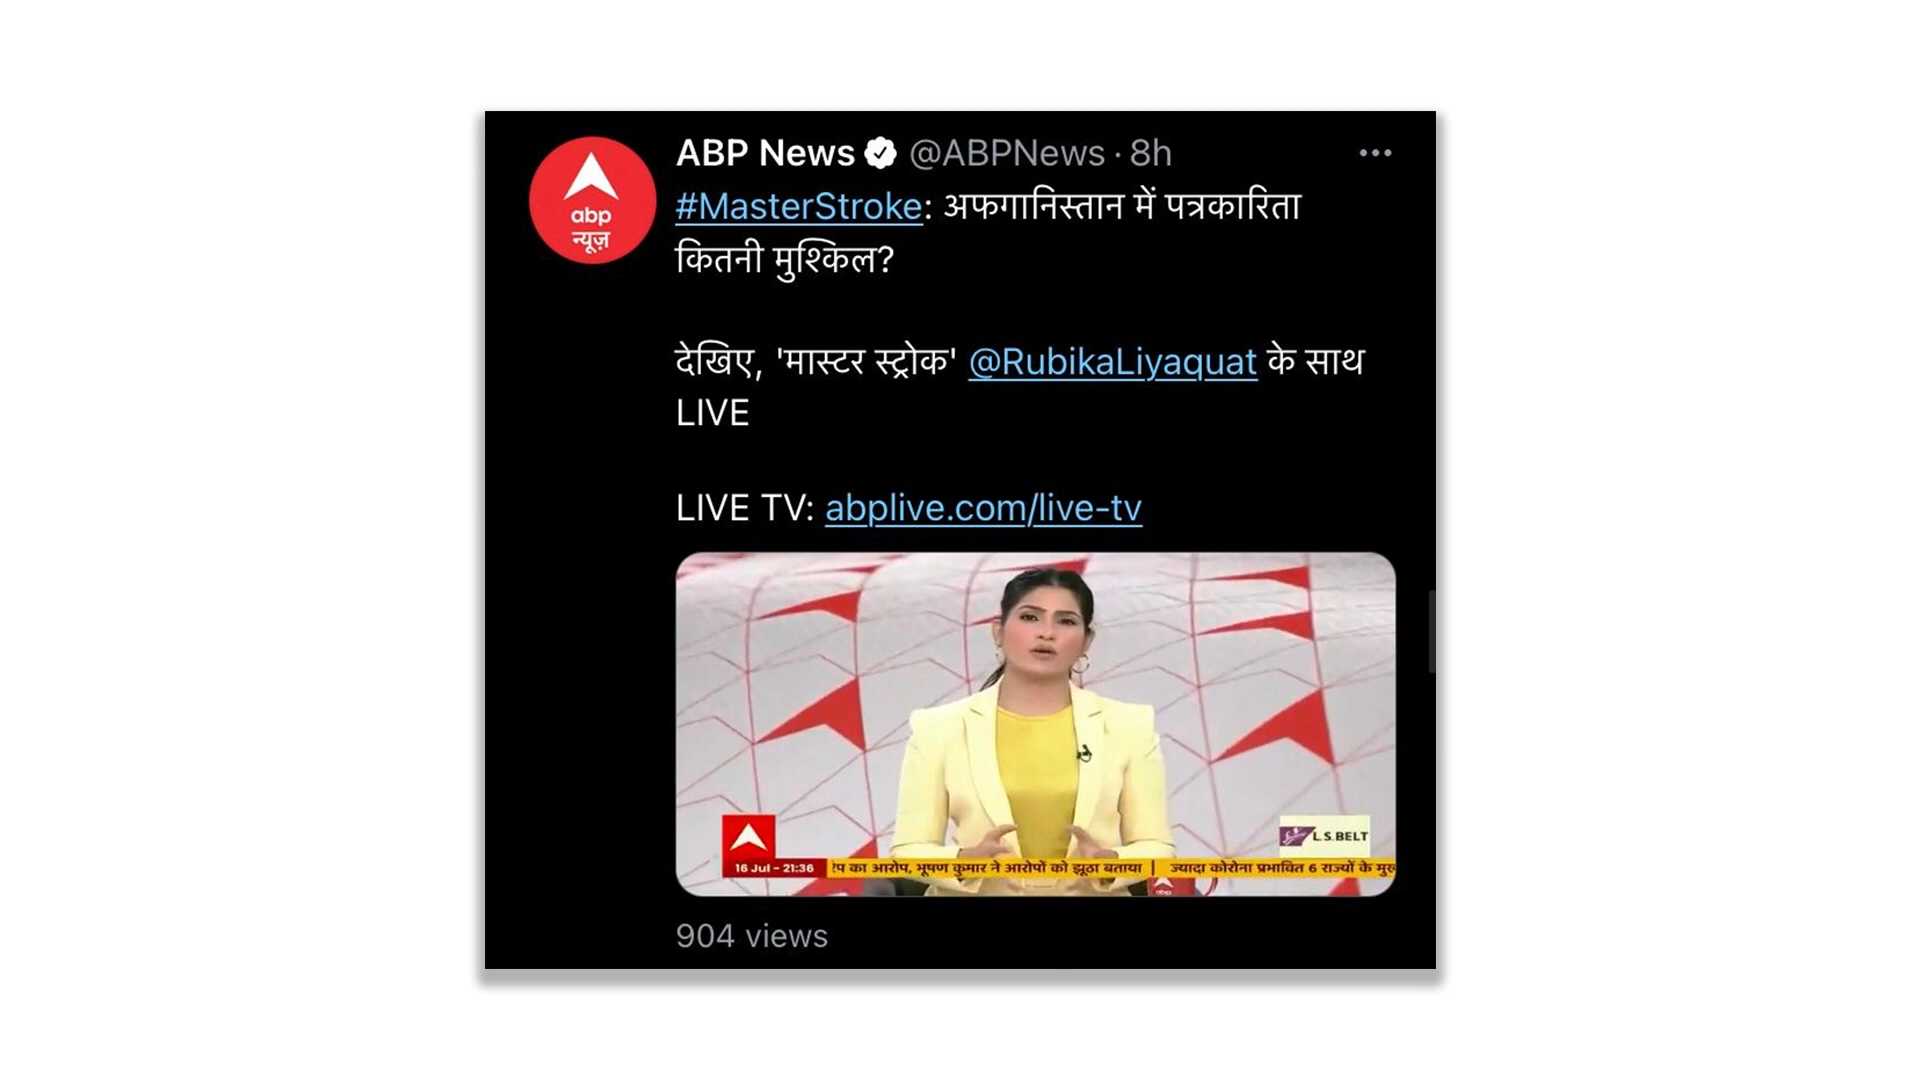 ABP News @ABPNews · 8h
abp
न्यूज़
#MasterStroke: अफगानिस्तान में पत्रकारिता
कितनी मुश्किल?
देखिए, 'मास्टर स्ट्रोक' @RubikaLiyaquat के साथ
LIVE
LIVE TV: abplive.com/live-tv
L.S.BELT
16 Jul - 21:36 रेप का आरोप, भूषण कुमार ने आरोपों को झूठा बताया | ज्यादा कोरोना प्रभावित 6 राज्यों के
abp
904 views